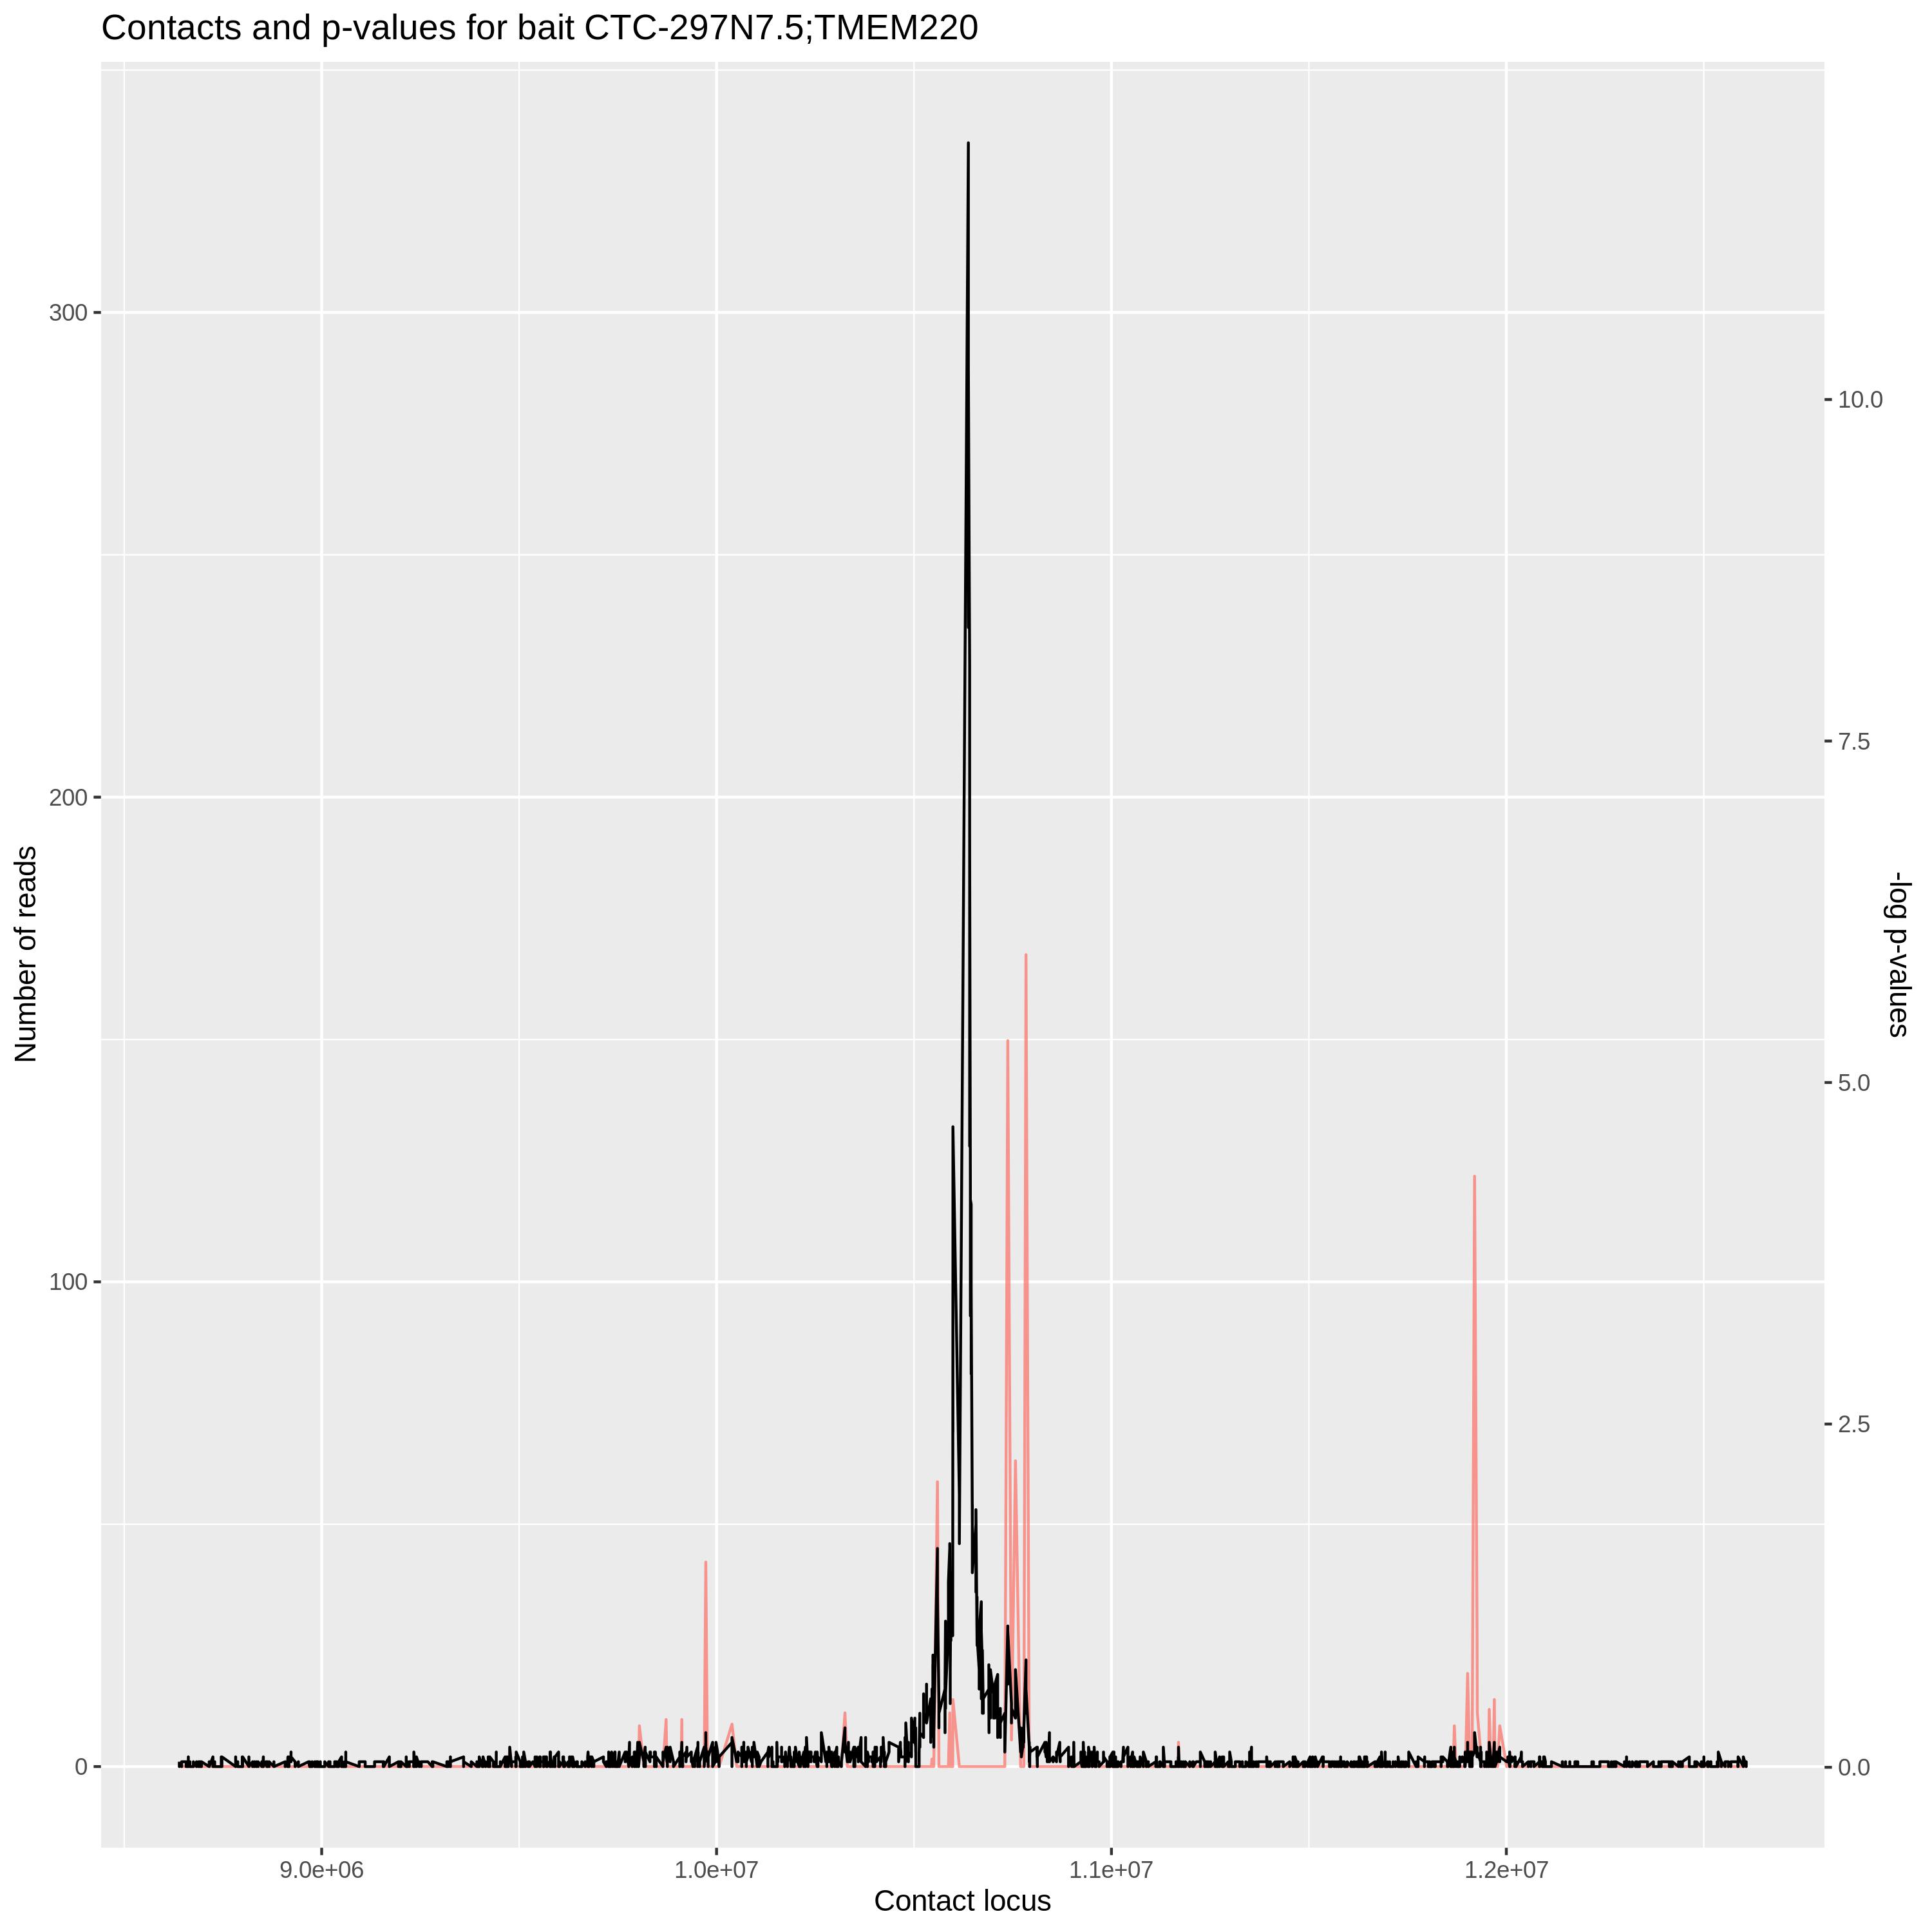 Contacts and p-values for bait CTC-297N7.5;TMEM220
300
200
100
0
Number of reads
10.0
7.5
5.0
2.5
0.0
-log p-values
9.0e+06
1.0e+07
1.1e+07
1.2e+07
Contact locus